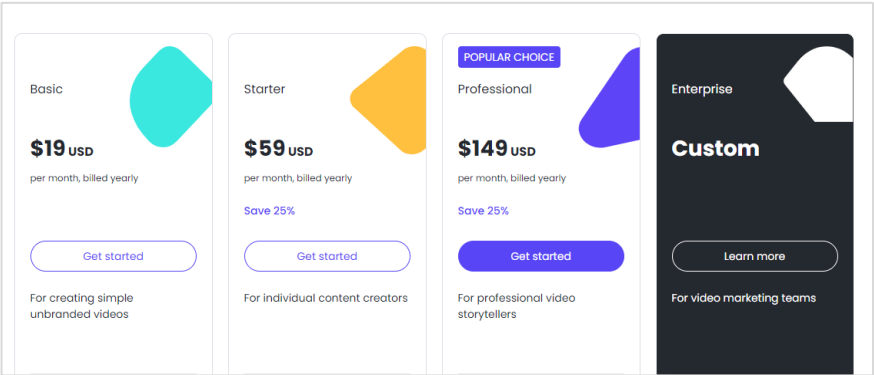 Basic
$19 USD
per month, billed yearly
Get started
For creating simple
unbranded videos
Starter
$59 USD
per month, billed yearly
Save 25%
Get started
For individual content creators
POPULAR CHOICE
Professional
$149 USD
per month, billed yearly
Save 25%
Get started
For professional video
storytellers
Enterprise
Custom
Learn more
For video marketing teams